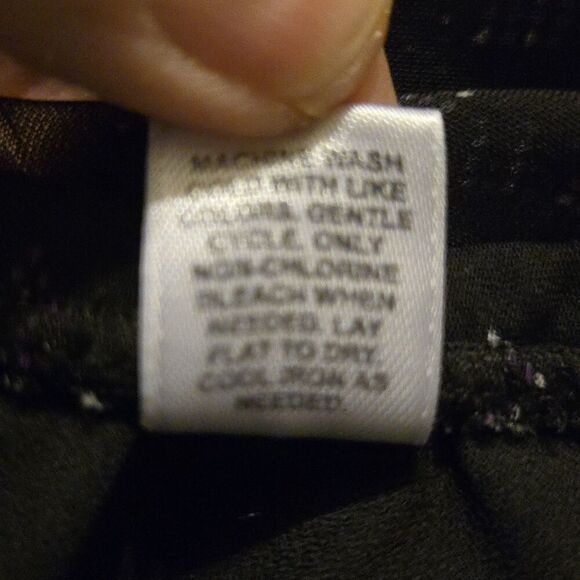 MACHINE WASH
COLD WITH LIKE
COLORS. GENTLE
CYCLE. ONLY
NON-CHLORINE
BLEACH WHEN
NEEDED. LAY
FLAT TO DRY.
COOL IRON AS
NEEDED.